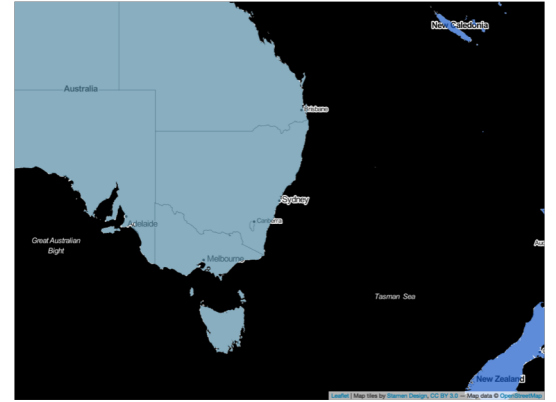 New Caledonia
Australia
Brisbane
Sydney
Canberra
Adelaide
Great Australian
Bight
Melbourne
Tasman Sea
New Zealand
Leaflet | Map tiles by Stamen Design, CC BY 3.0 — Map data © OpenStreetMap